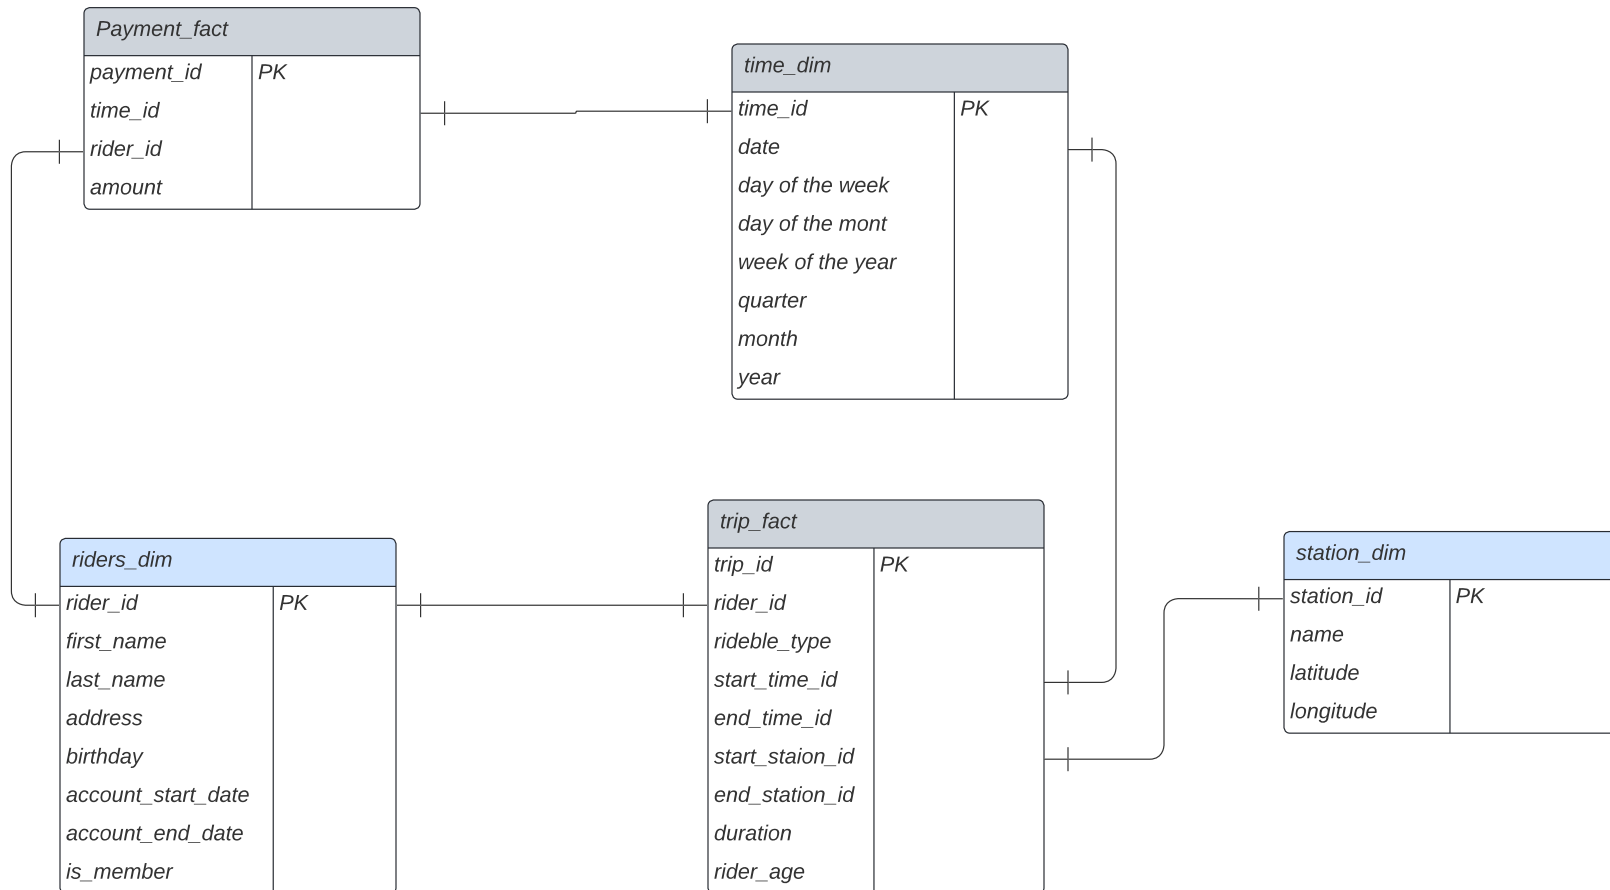 Payment_fact
payment_id PK
time_id
rider_id
amount
time_dim
time_id PK
date
day of the week
day of the mont
week of the year
quarter
month
year
riders_dim
rider_id PK
first_name
last_name
address
birthday
account_start_date
account_end_date
is_member
trip_fact
trip_id PK
rider_id
rideble_type
start_time_id
end_time_id
start_staion_id
end_station_id
duration
rider_age
station_dim
station_id PK
name
latitude
longitude